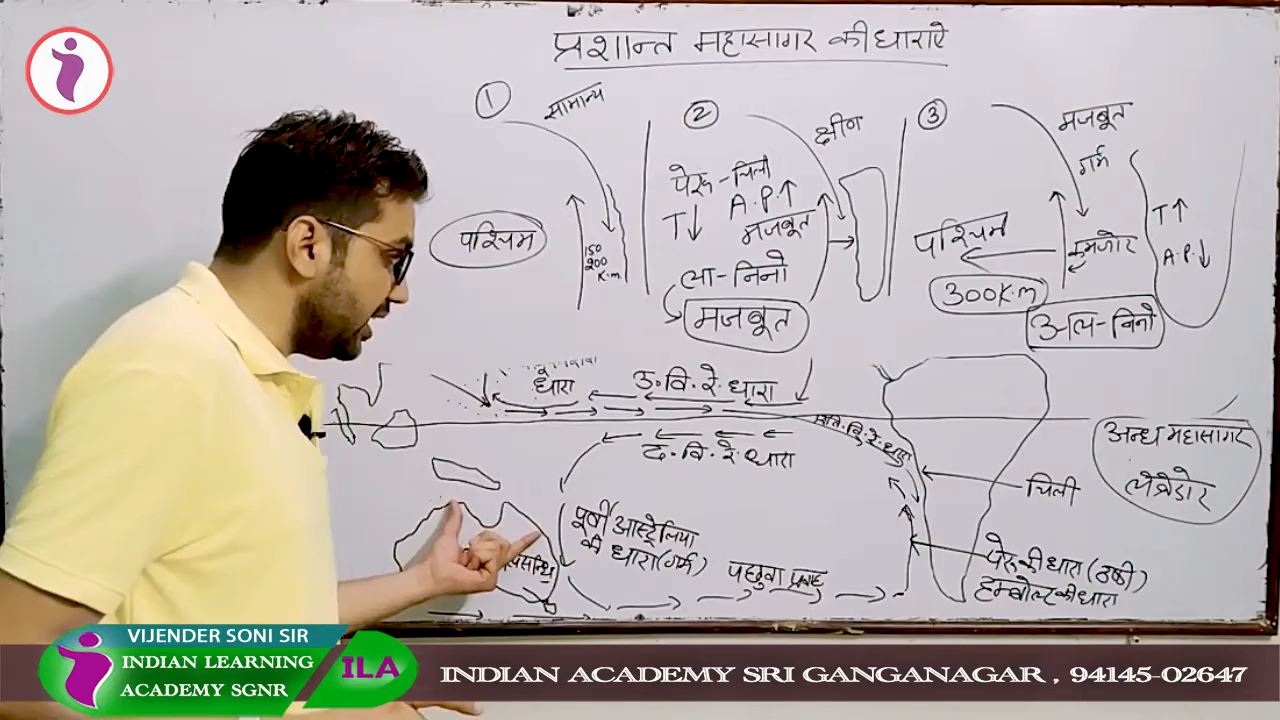 प्रशान्त महासागर की धाराऐ
①
सामान्य
पश्चिम
150
200
K.m.
②
क्षीण
पेरू-चिली
T↓ A.P.↑
मजबूत
ला-निनो
मजबूत
③
मजबूत
गर्म
पश्चिम
कमजोर
300K.m
अल-निनो
T↑
A.P.↓
धारा
उ.वि.रे.धारा
द.वि.रे.धारा
वि.रे.धारा
अन्ध महासागर
लेब्रेडोर
चिली
पूर्वी आस्ट्रेलिया
की धारा(गर्म)
पछुवा प्रवाह
पेरू की धारा (ठण्डी)
हम्बोल्ट की धारा
VIJENDER SONI SIR
INDIAN LEARNING
ACADEMY SGNR
ILA
INDIAN ACADEMY SRI GANGANAGAR , 94145-02647